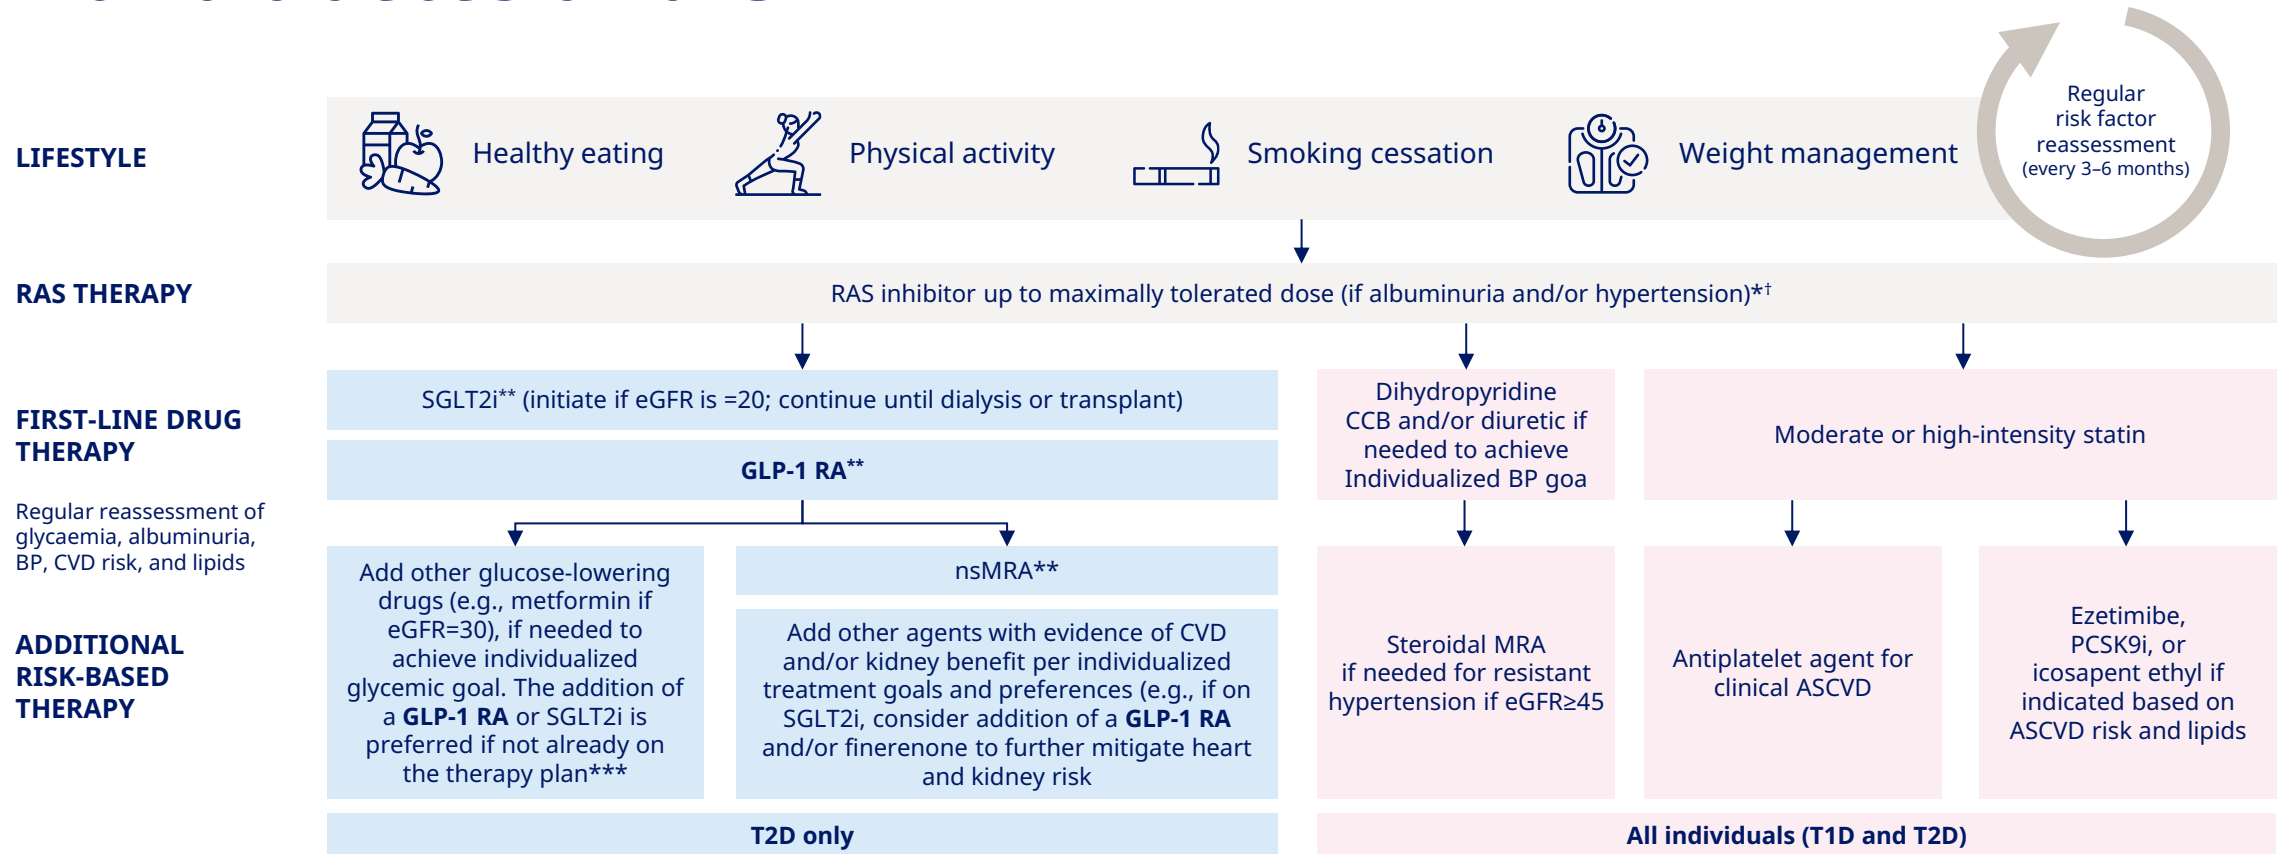 LIFESTYLE
Healthy eating
Physical activity
Smoking cessation
Weight management
Regular
risk factor
reassessment
(every 3–6 months)
RAS THERAPY
RAS inhibitor up to maximally tolerated dose (if albuminuria and/or hypertension)*†
FIRST-LINE DRUG
THERAPY
SGLT2i** (initiate if eGFR is =20; continue until dialysis or transplant)
GLP-1 RA**
Dihydropyridine
CCB and/or diuretic if
needed to achieve
Individualized BP goa
Moderate or high-intensity statin
Regular reassessment of
glycaemia, albuminuria,
BP, CVD risk, and lipids
ADDITIONAL
RISK-BASED
THERAPY
Add other glucose-lowering
drugs (e.g., metformin if
eGFR=30), if needed to
achieve individualized
glycemic goal. The addition of
a GLP-1 RA or SGLT2i is
preferred if not already on
the therapy plan***
nsMRA**
Add other agents with evidence of CVD
and/or kidney benefit per individualized
treatment goals and preferences (e.g., if on
SGLT2i, consider addition of a GLP-1 RA
and/or finerenone to further mitigate heart
and kidney risk
Steroidal MRA
if needed for resistant
hypertension if eGFR≥45
Antiplatelet agent for
clinical ASCVD
Ezetimibe,
PCSK9i, or
icosapent ethyl if
indicated based on
ASCVD risk and lipids
T2D only
All individuals (T1D and T2D)